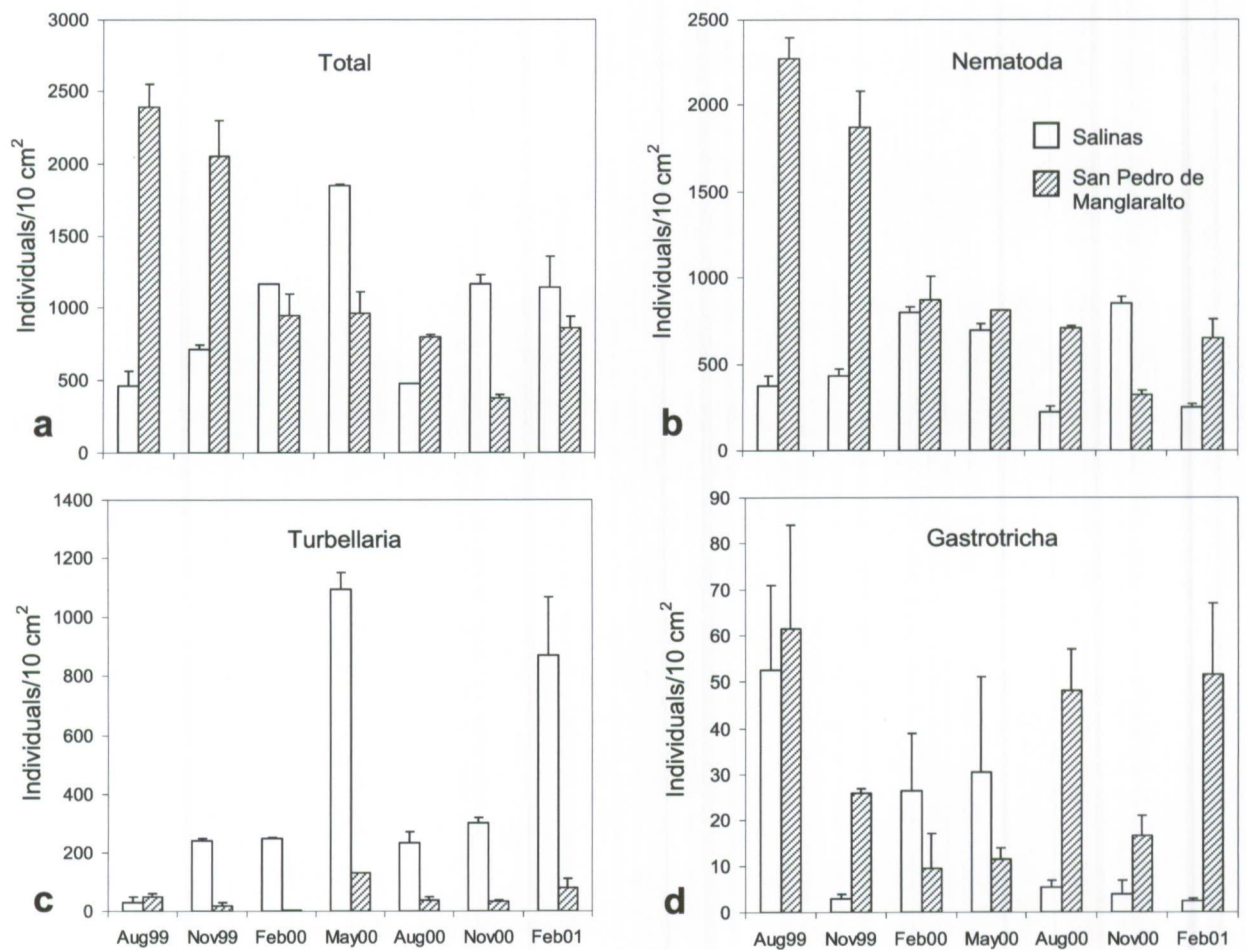 Total
Individuals/10 cm²
3000
2500
2000
1500
1000
500
0
a
Nematoda
Individuals/10 cm²
2500
2000
1500
1000
500
0
Salinas
San Pedro de
Manglaralto
b
Turbellaria
Individuals/10 cm²
1400
1200
1000
800
600
400
200
0
Aug99 Nov99 Feb00 May00 Aug00 Nov00 Feb01
c
Gastrotricha
Individuals/10 cm²
90
80
70
60
50
40
30
20
10
0
Aug99 Nov99 Feb00 May00 Aug00 Nov00 Feb01
d